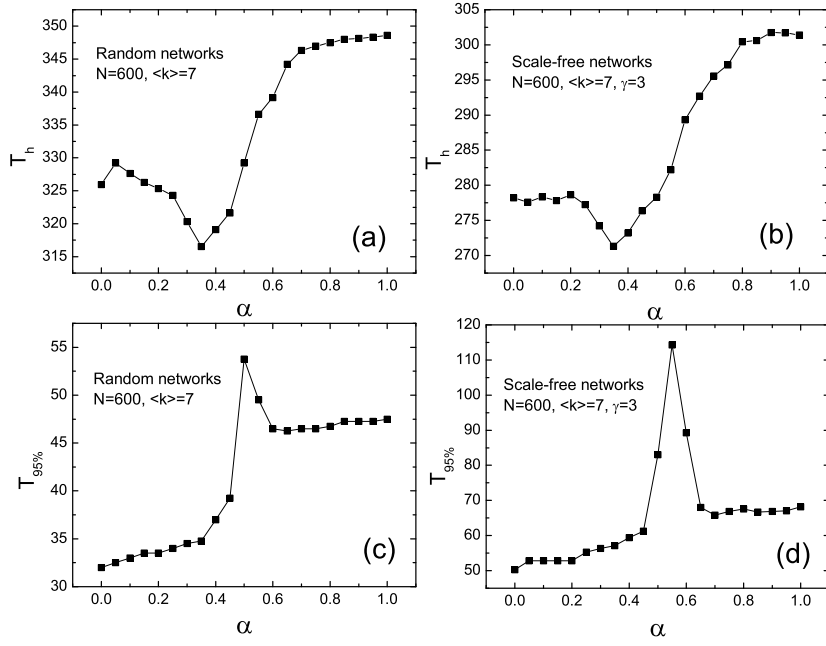 350
345
340
335
330
325
320
315
T_h
Random networks
N=600, <k>=7
(a)
0.0 0.2 0.4 0.6 0.8 1.0
α
305
300
295
290
285
280
275
270
T_h
Scale-free networks
N=600, <k>=7, γ=3
(b)
0.0 0.2 0.4 0.6 0.8 1.0
α
60
55
50
45
40
35
30
T_95%
Random networks
N=600, <k>=7
(c)
0.0 0.2 0.4 0.6 0.8 1.0
α
120
110
100
90
80
70
60
50
T_95%
Scale-free networks
N=600, <k>=7, γ=3
(d)
0.0 0.2 0.4 0.6 0.8 1.0
α